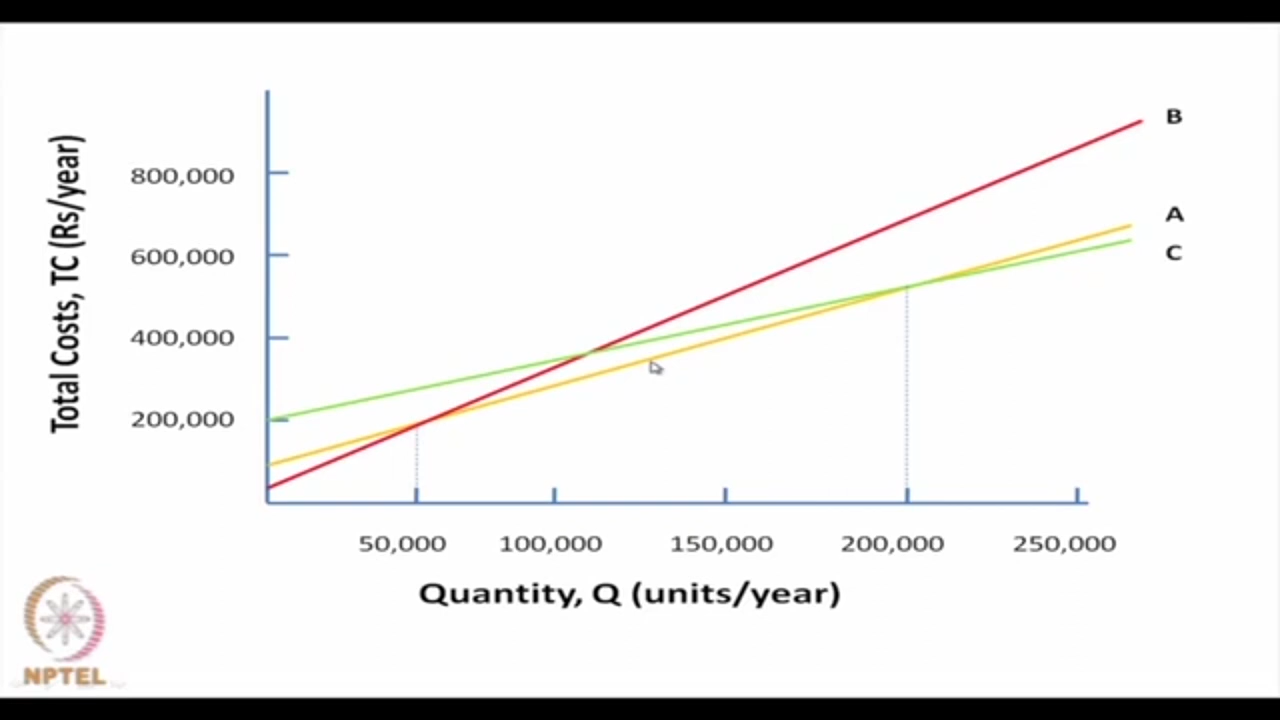 Total Costs, TC (Rs/year)
800,000
600,000
400,000
200,000
B
A
C
50,000 100,000 150,000 200,000 250,000
Quantity, Q (units/year)
NPTEL